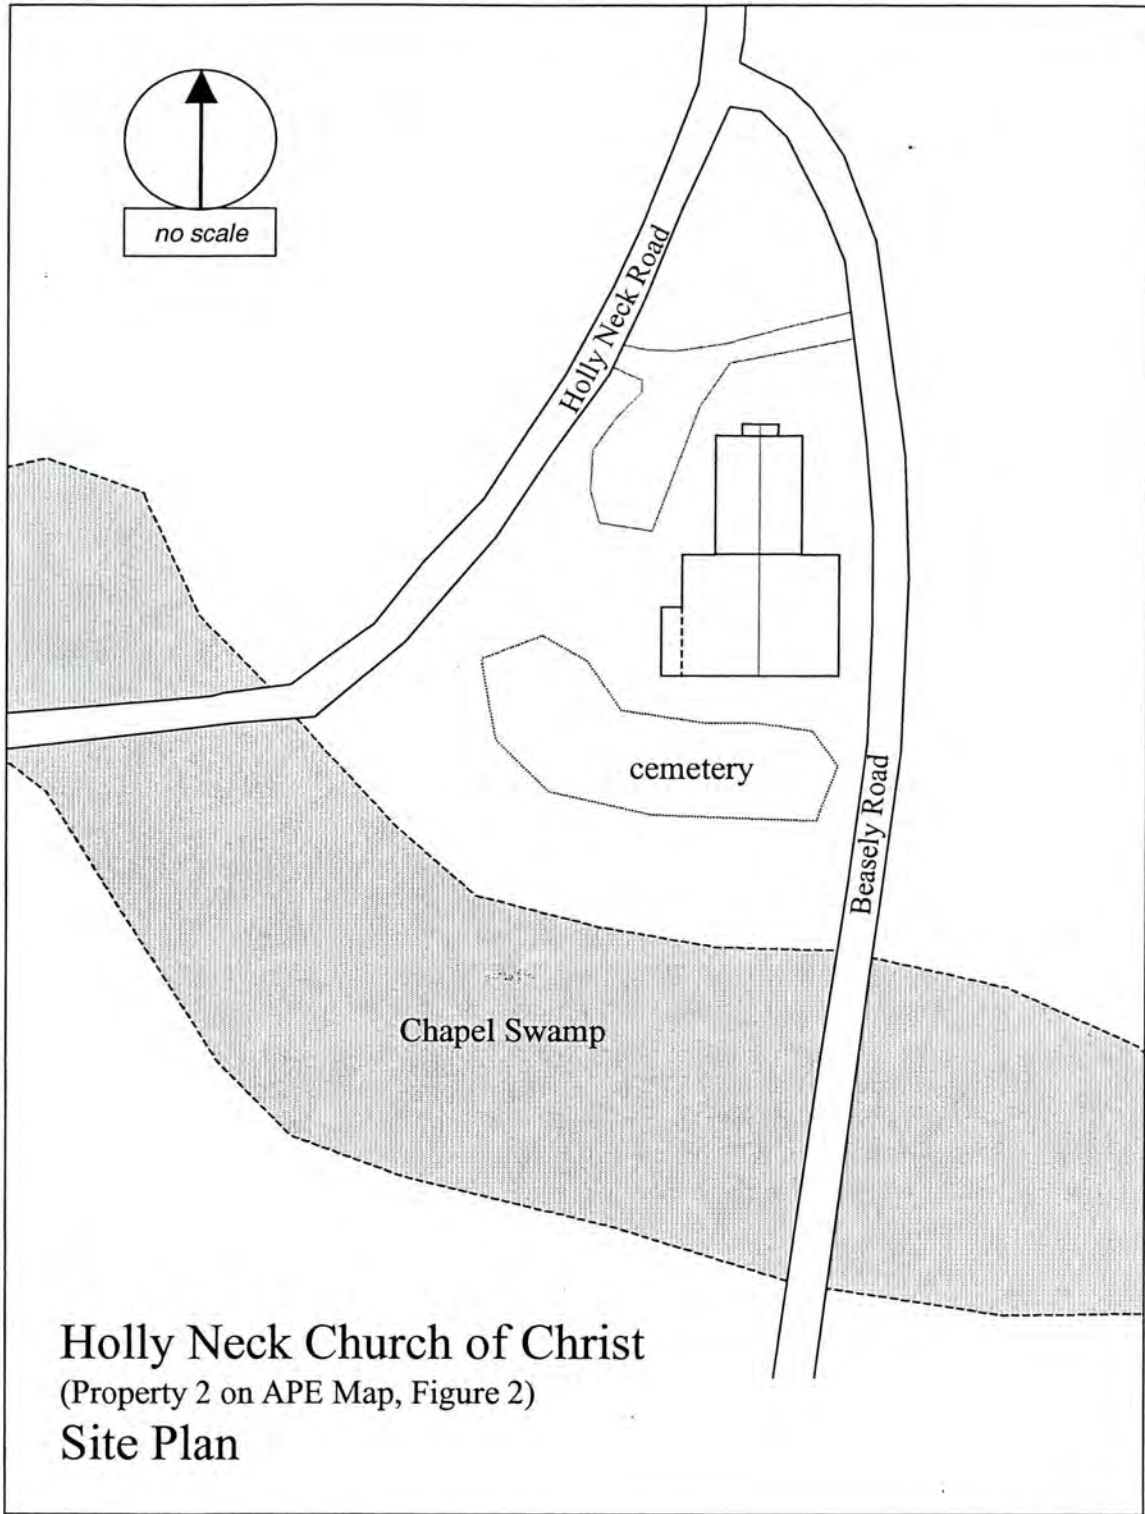 no scale
Holly Neck Road
cemetery
Beasely Road
Chapel Swamp
Holly Neck Church of Christ
(Property 2 on APE Map, Figure 2)
Site Plan